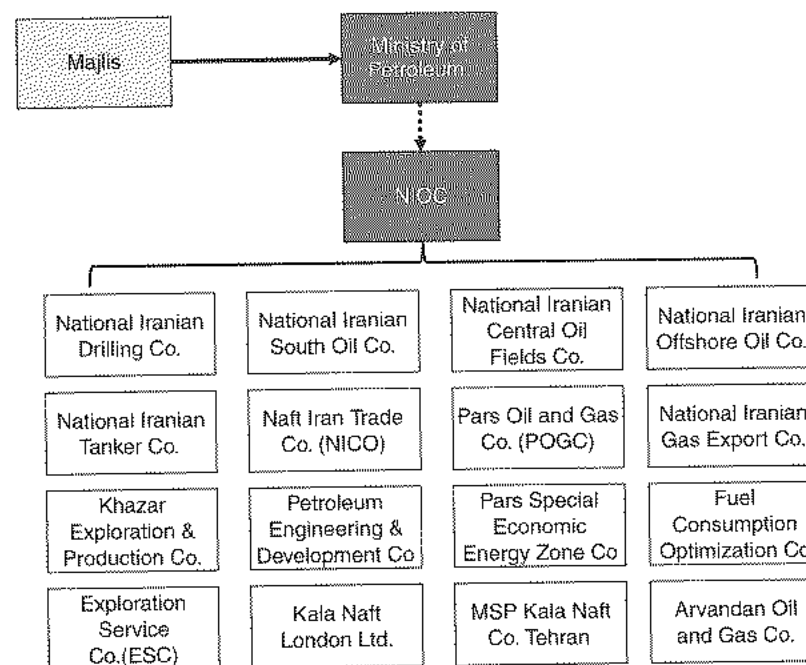 Majlis
Ministry of
Petroleum
NIOC
National Iranian
Drilling Co.
National Iranian
South Oil Co.
National Iranian
Central Oil
Fields Co.
National Iranian
Offshore Oil Co.
National Iranian
Tanker Co.
Naft Iran Trade
Co. (NICO)
Pars Oil and Gas
Co. (POGC)
National Iranian
Gas Export Co.
Khazar
Exploration &
Production Co.
Petroleum
Engineering &
Development Co
Pars Special
Economic
Energy Zone Co
Fuel
Consumption
Optimization Co
Exploration
Service
Co.(ESC)
Kala Naft
London Ltd.
MSP Kala Naft
Co. Tehran
Arvandan Oil
and Gas Co.